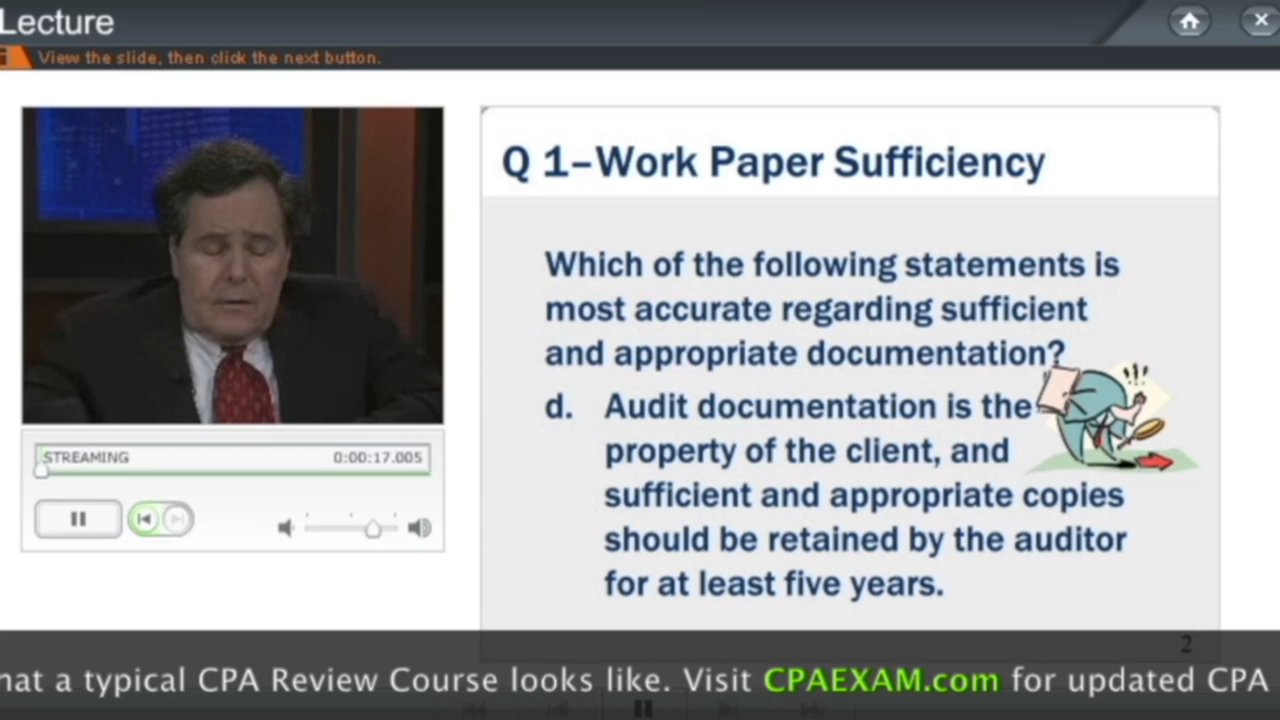 Lecture
View the slide, then click the next button.
Q 1–Work Paper Sufficiency
Which of the following statements is
most accurate regarding sufficient
and appropriate documentation?
d. Audit documentation is the
property of the client, and
sufficient and appropriate copies
should be retained by the auditor
for at least five years.
!!!
STREAMING 0:00:17.005
2
hat a typical CPA Review Course looks like. Visit CPAEXAM.com for updated CPA